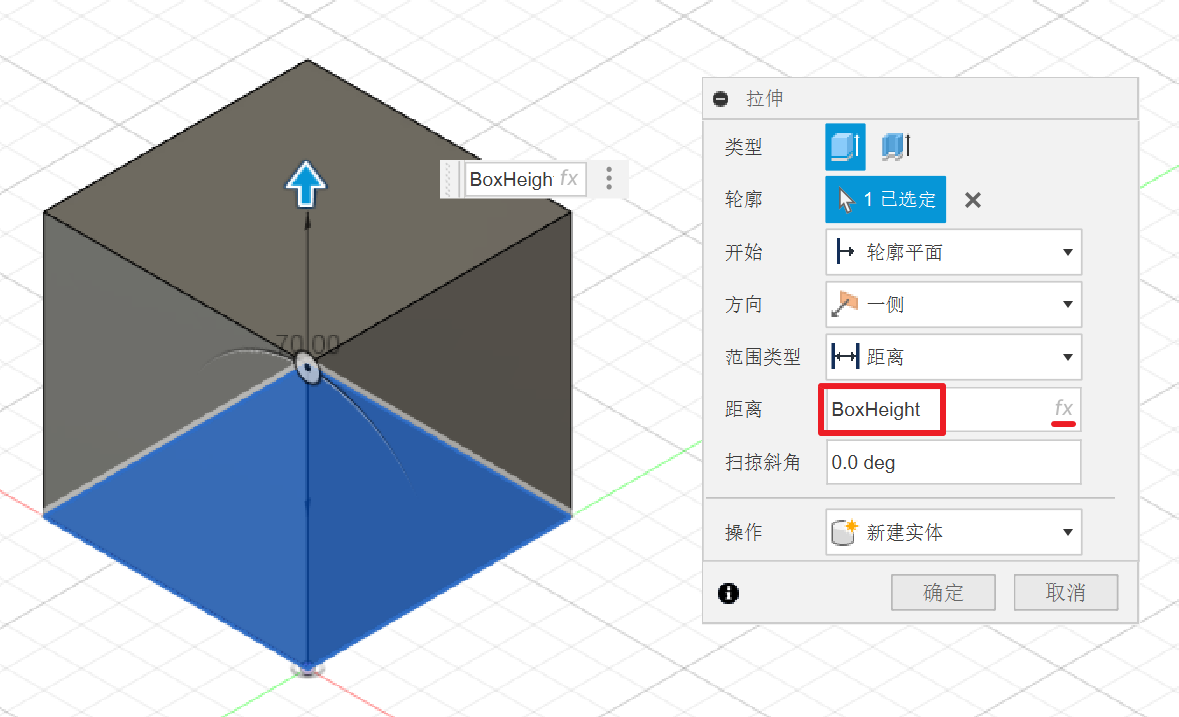 拉伸
类型
轮廓 1 已选定
开始 轮廓平面
方向 一侧
范围类型 距离
距离 BoxHeight fx
扫掠斜角 0.0 deg
操作 新建实体
确定 取消
BoxHeigh fx
70.00